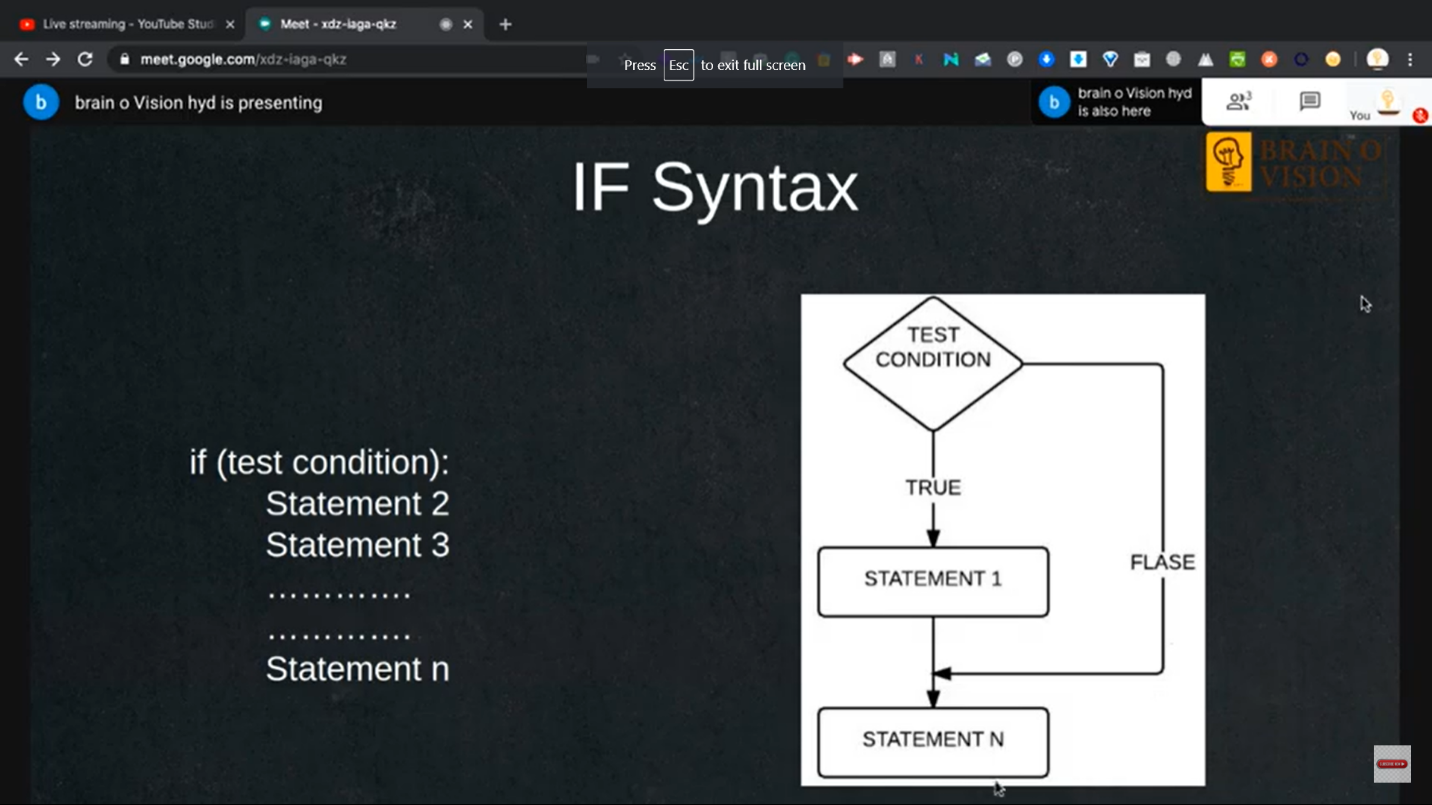 Live streaming - YouTube Stud
Meet - xdz-iaga-qkz
meet.google.com/xdz-iaga-qkz
Press Esc to exit full screen
b
brain o Vision hyd is presenting
b
brain o Vision hyd
is also here
3
You
BRAIN O
VISION
IF Syntax
if (test condition):
Statement 2
Statement 3
………….
………….
Statement n
TEST
CONDITION
TRUE
FLASE
STATEMENT 1
STATEMENT N